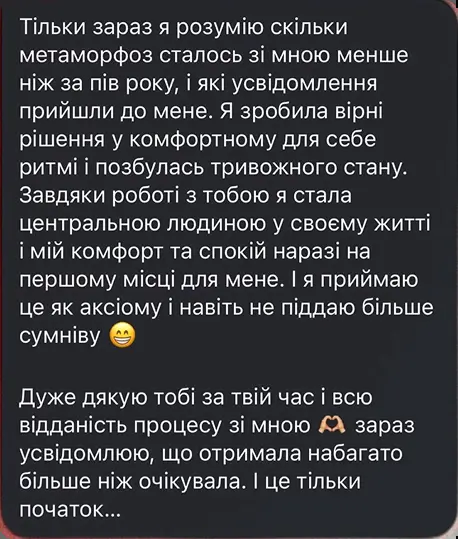 Тільки зараз я розумію скільки
метаморфоз сталось зі мною менше
ніж за пів року, і які усвідомлення
прийшли до мене. Я зробила вірні
рішення у комфортному для себе
ритмі і позбулась тривожного стану.
Завдяки роботі з тобою я стала
центральною людиною у своєму житті
і мій комфорт та спокій наразі на
першому місці для мене. І я приймаю
це як аксіому і навіть не піддаю більше
сумніву 😁
Дуже дякую тобі за твій час і всю
відданість процесу зі мною 🫶🏼 зараз
усвідомлюю, що отримала набагато
більше ніж очікувала. І це тільки
початок...